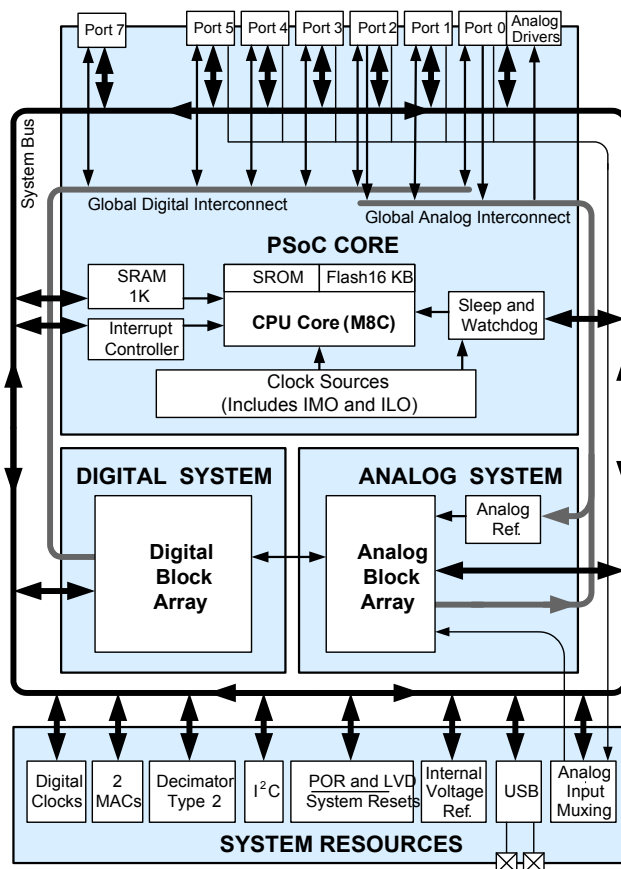 Port 7
Port 5
Port 4
Port 3
Port 2
Port 1
Port 0
Analog
Drivers
System Bus
Global Digital Interconnect
Global Analog Interconnect
PSoC CORE
SRAM
1K
SROM
Flash16 KB
CPU Core (M8C)
Sleep and
Watchdog
Interrupt
Controller
Clock Sources
(Includes IMO and ILO)
DIGITAL SYSTEM
ANALOG SYSTEM
Digital
Block
Array
Analog
Block
Array
Analog
Ref.
Digital
Clocks
2
MACs
Decimator
Type 2
I²C
POR and LVD
System Resets
Internal
Voltage
Ref.
USB
Analog
Input
Muxing
SYSTEM RESOURCES